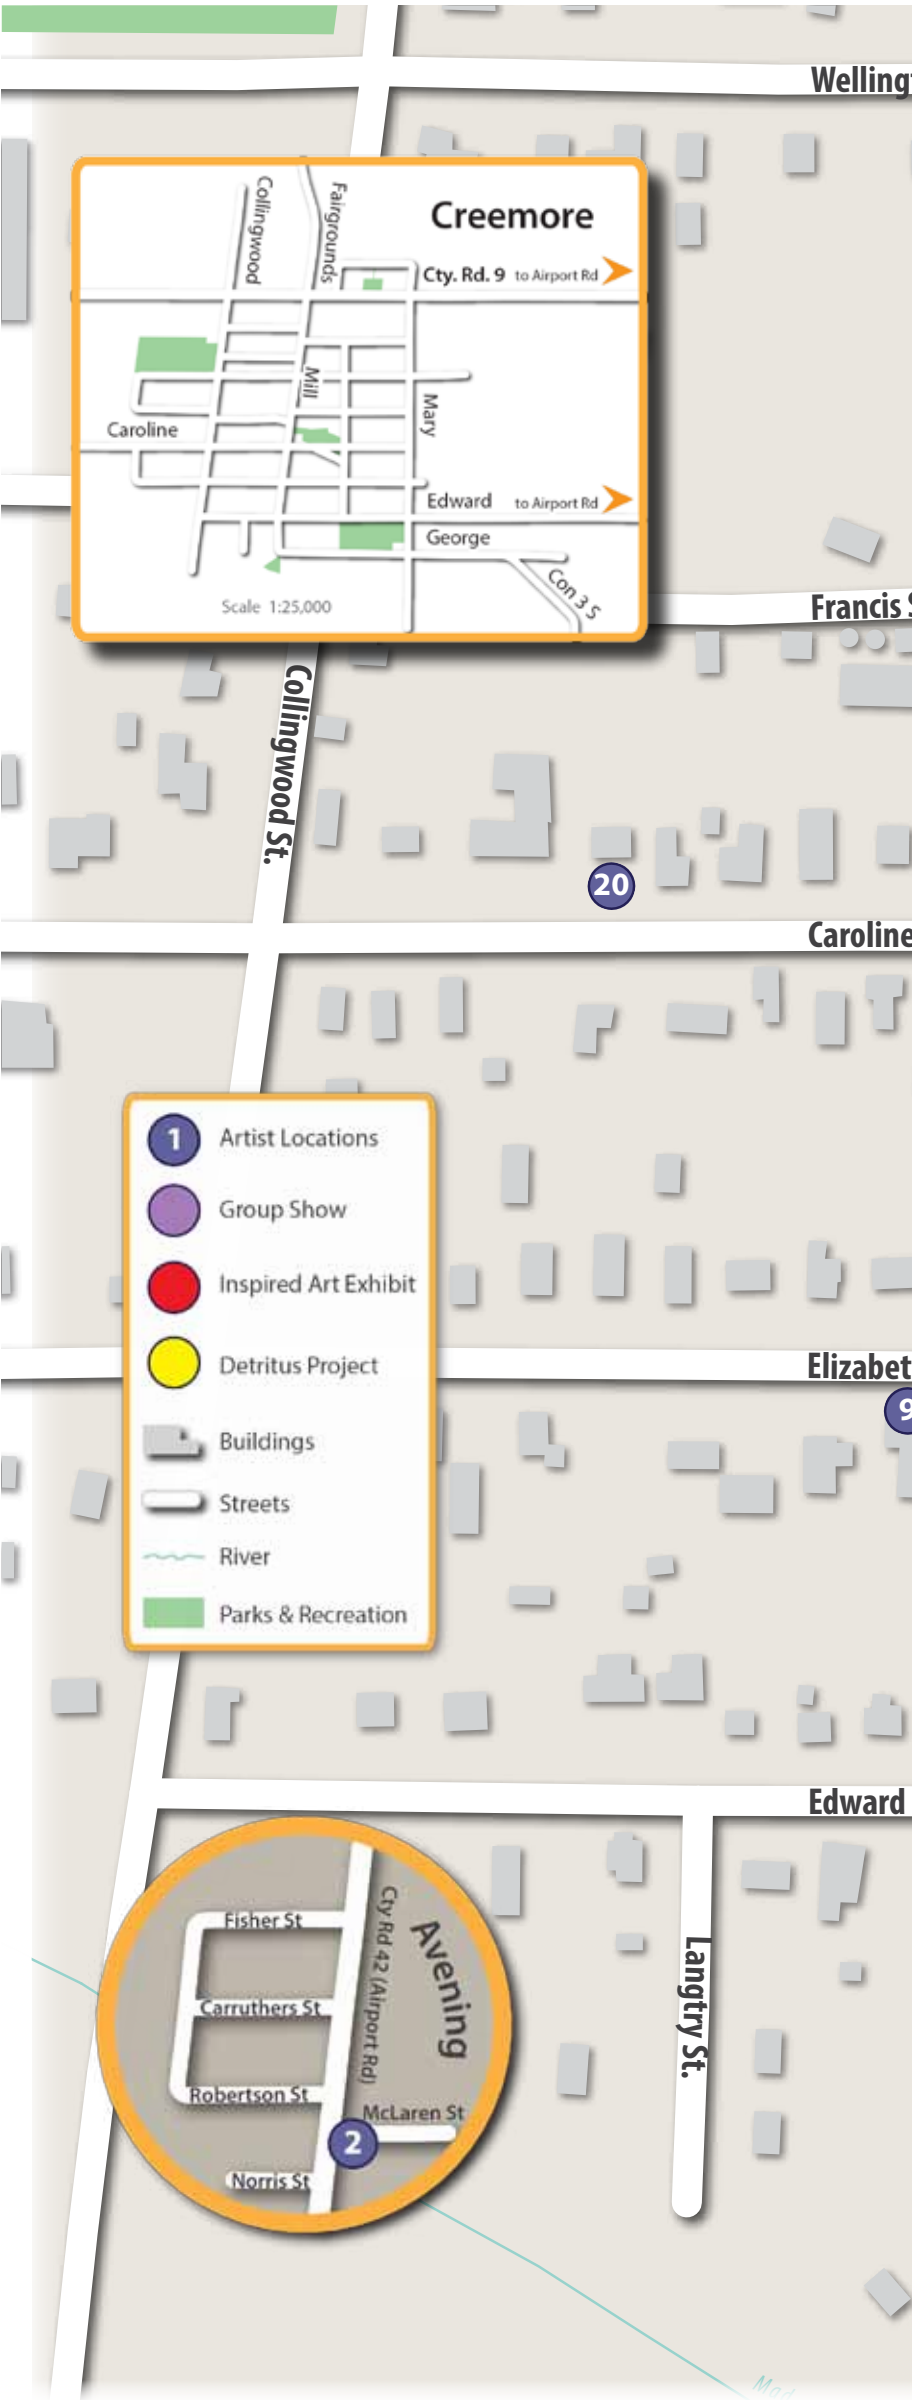 Welling
Collingwood
Fairgrounds
Creemore
Cty. Rd. 9 to Airport Rd
Mill
Mary
Caroline
Edward to Airport Rd
George
Con 3 S
Scale 1:25,000
Francis S
Collingwood St.
20
Caroline
1 Artist Locations
Group Show
Inspired Art Exhibit
Detritus Project
Buildings
Streets
River
Parks & Recreation
Elizabet
9
Edward
Fisher St
Cty Rd 42 (Airport Rd)
Avening
Carruthers St
Robertson St
McLaren St
2
Norris St
Langtry St.
Mad